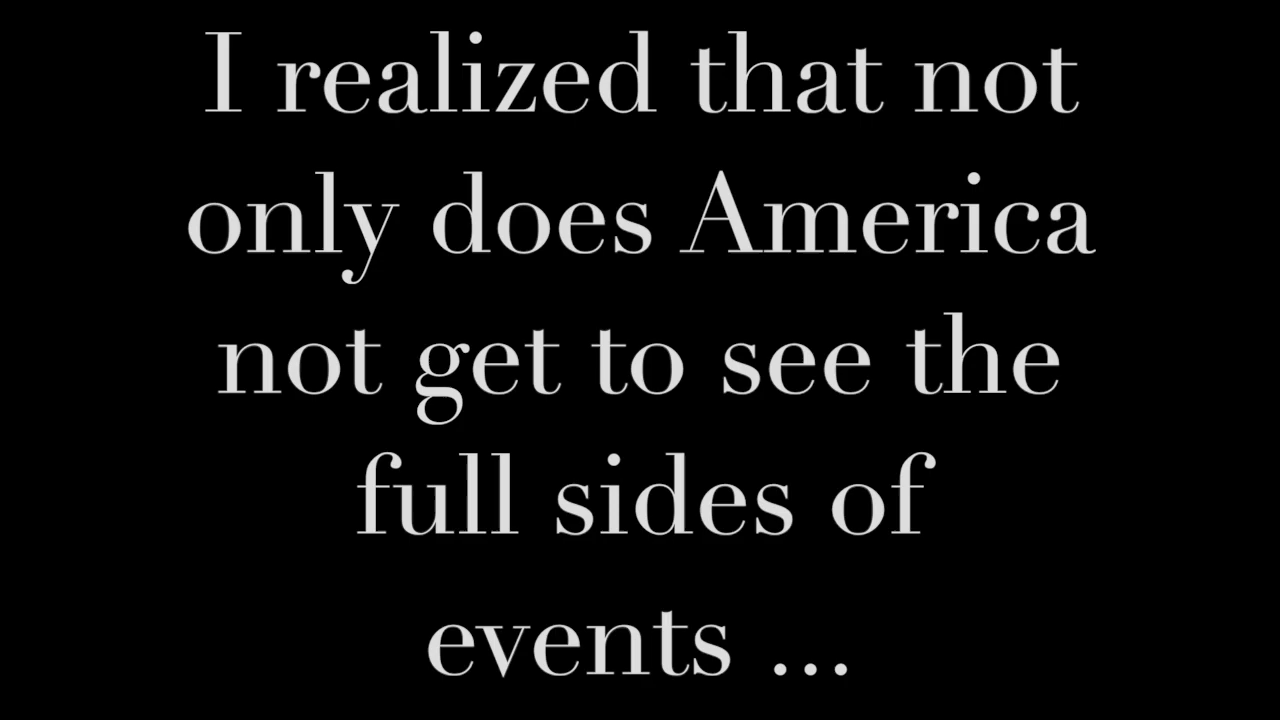 I realized that not
only does America
not get to see the
full sides of
events ...